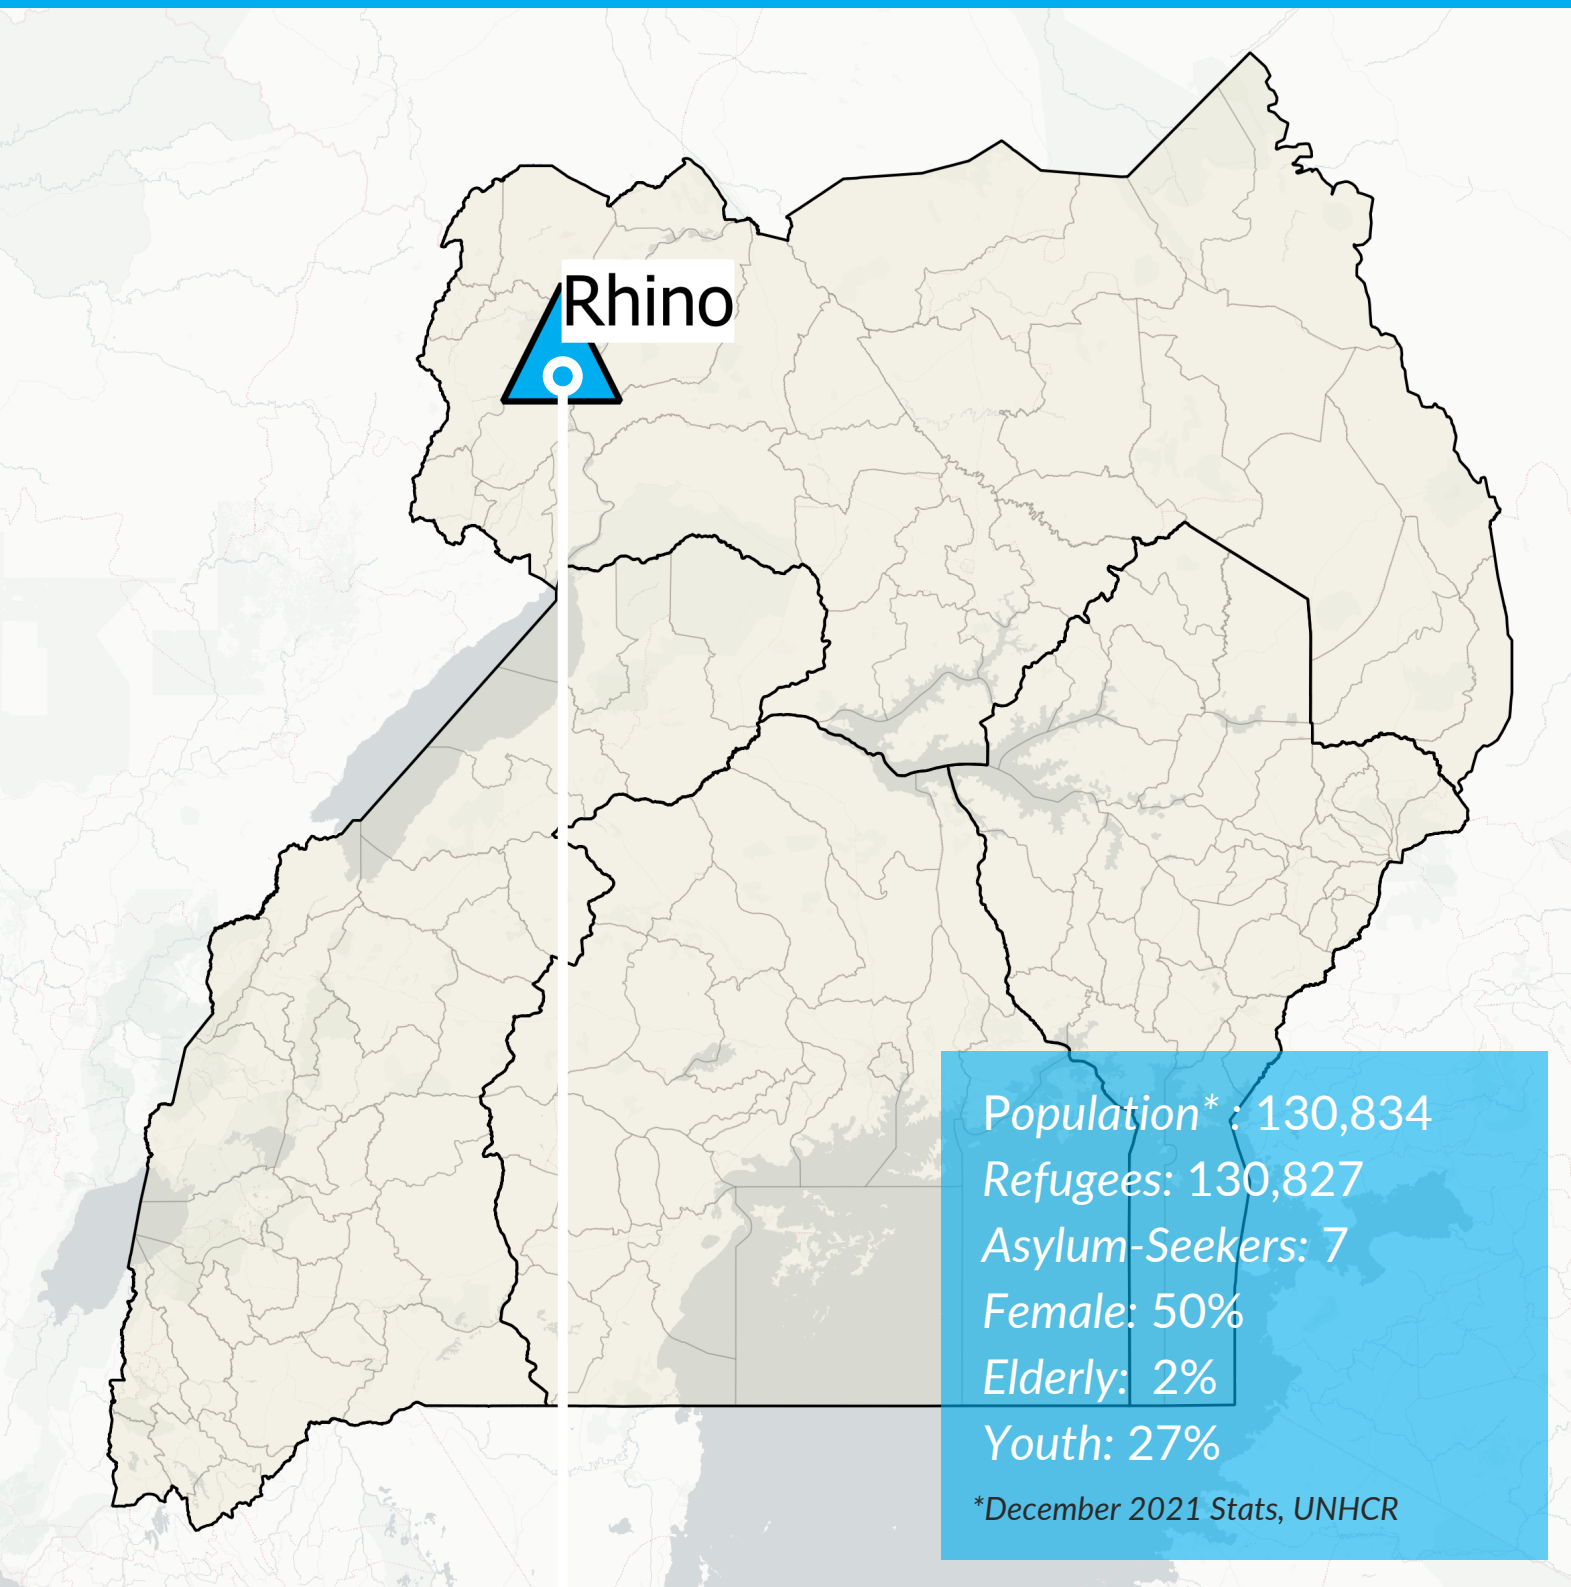 Rhino
Population* : 130,834
Refugees: 130,827
Asylum-Seekers: 7
Female: 50%
Elderly: 2%
Youth: 27%
*December 2021 Stats, UNHCR